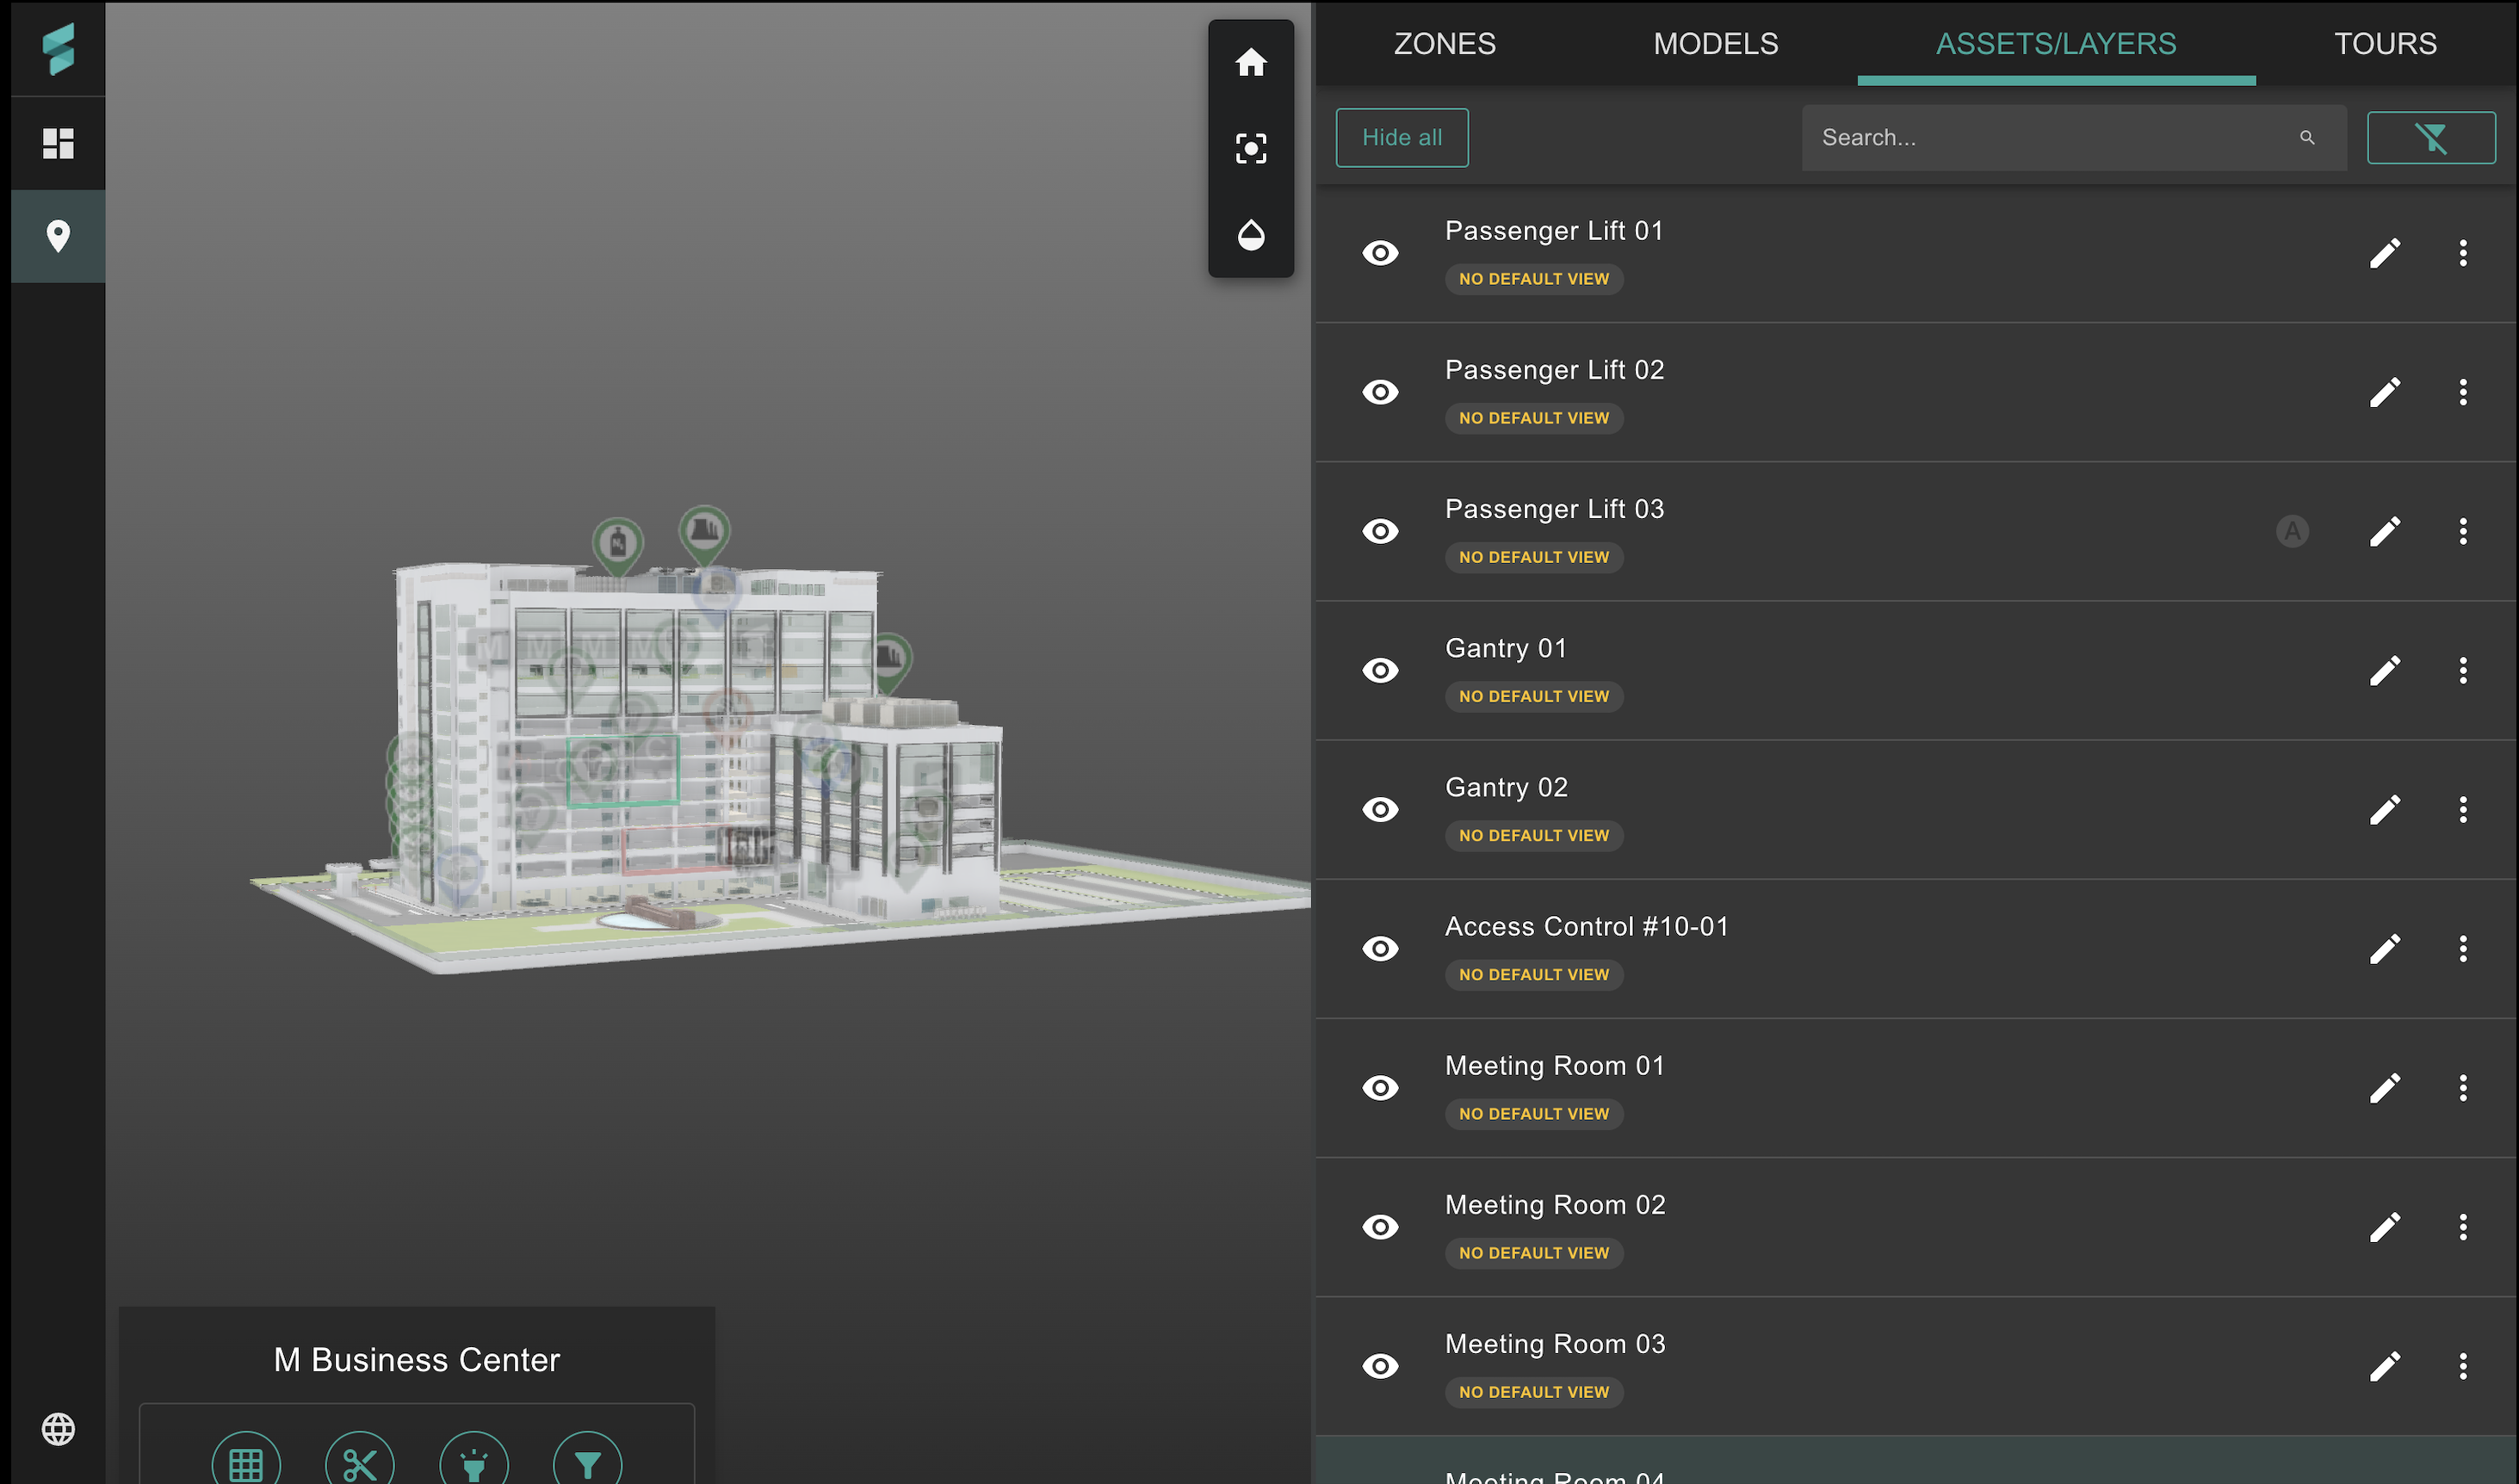 ZONES
MODELS
ASSETS/LAYERS
TOURS
Hide all
Search...
Passenger Lift 01
NO DEFAULT VIEW
Passenger Lift 02
NO DEFAULT VIEW
Passenger Lift 03
NO DEFAULT VIEW
A
Gantry 01
NO DEFAULT VIEW
Gantry 02
NO DEFAULT VIEW
Access Control #10-01
NO DEFAULT VIEW
Meeting Room 01
NO DEFAULT VIEW
Meeting Room 02
NO DEFAULT VIEW
Meeting Room 03
NO DEFAULT VIEW
Meeting Room 04
M M M M
M Business Center